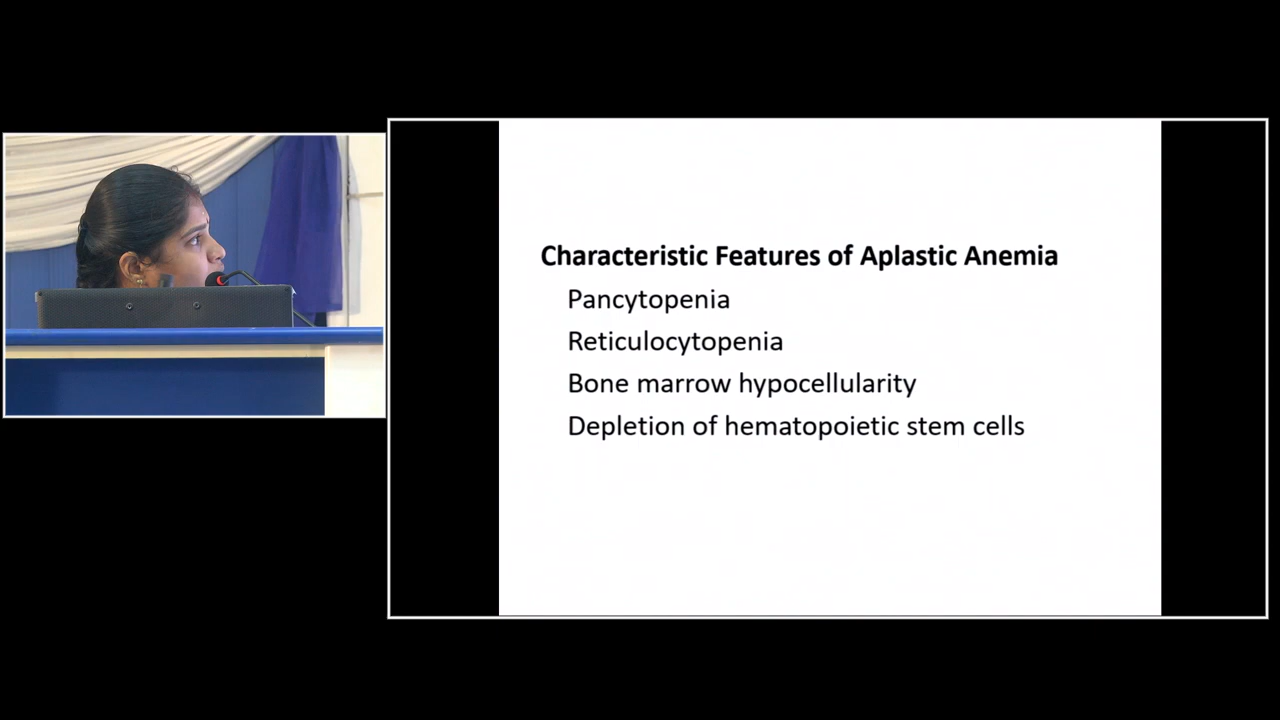 Characteristic Features of Aplastic Anemia
Pancytopenia
Reticulocytopenia
Bone marrow hypocellularity
Depletion of hematopoietic stem cells